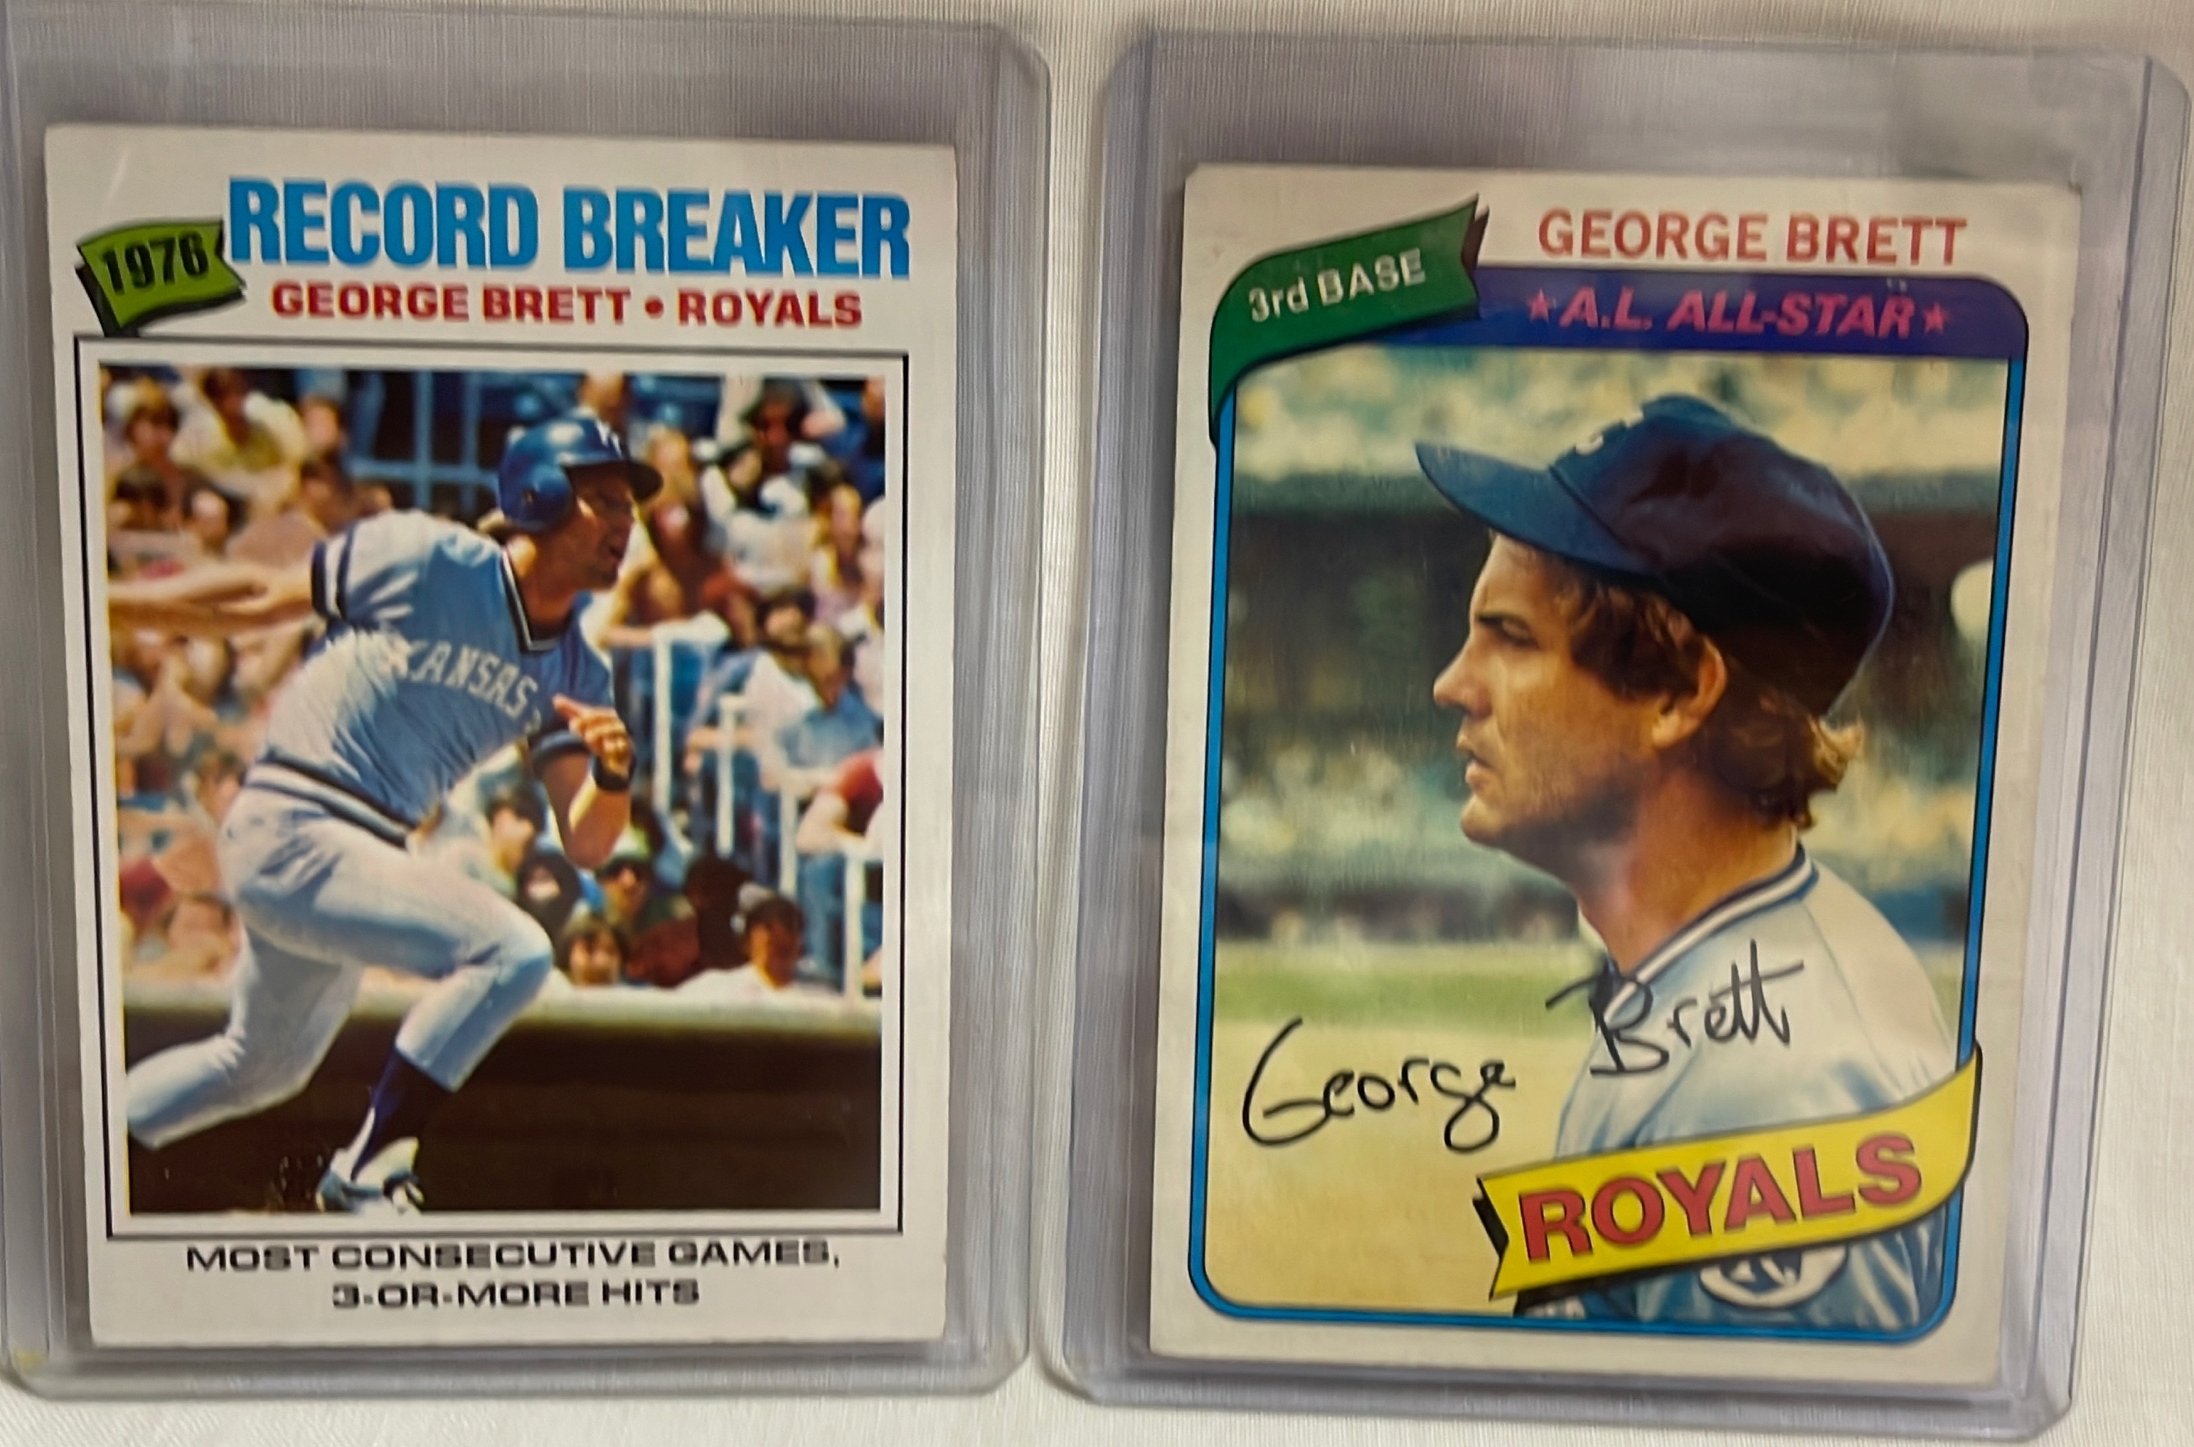 1976
RECORD BREAKER
GEORGE BRETT • ROYALS
KANSAS
MOST CONSECUTIVE GAMES,
3-OR-MORE HITS
3rd BASE
GEORGE BRETT
★A.L. ALL-STAR★
George Brett
ROYALS